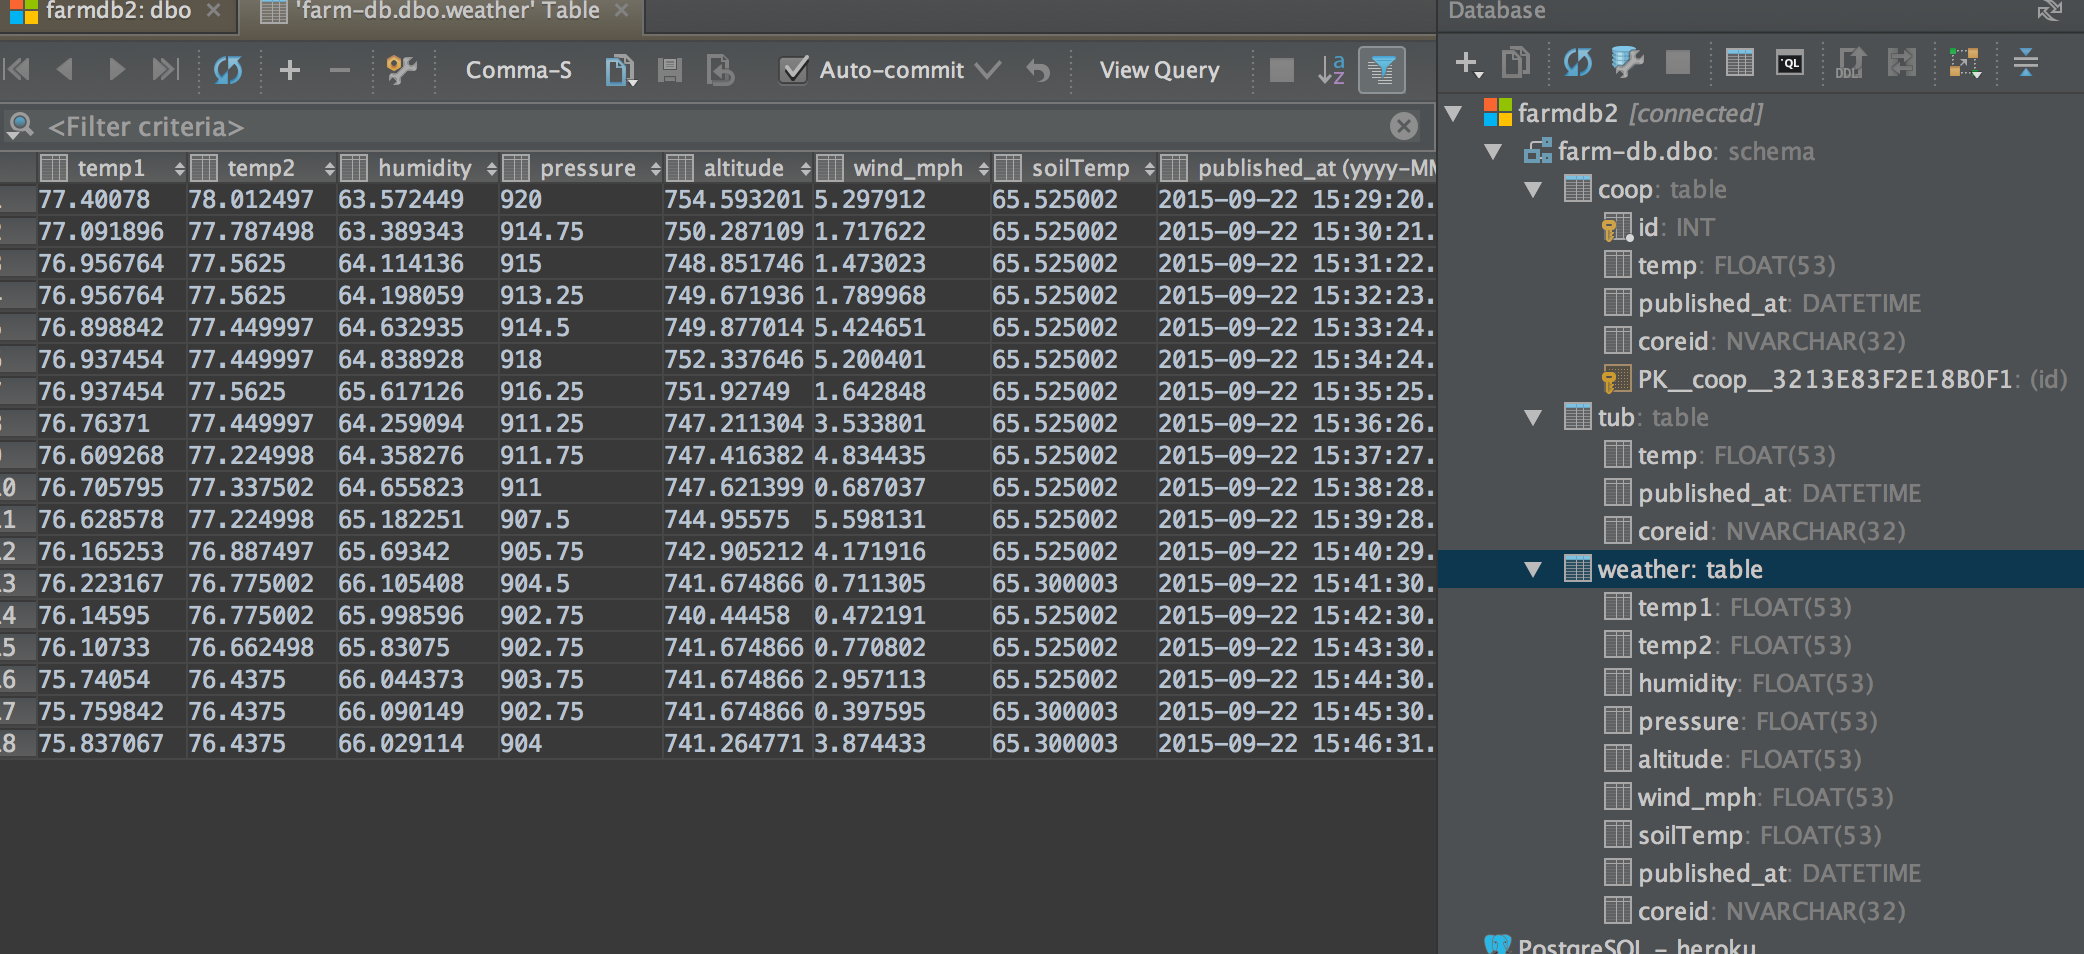 farmdb2: dbo
'farm-db.dbo.weather' Table
Comma-S
Auto-commit
View Query
<Filter criteria>
temp1 temp2 humidity pressure altitude wind_mph soilTemp published_at (yyyy-MM
77.40078 78.012497 63.572449 920 754.593201 5.297912 65.525002 2015-09-22 15:29:20.
2 77.091896 77.787498 63.389343 914.75 750.287109 1.717622 65.525002 2015-09-22 15:30:21.
3 76.956764 77.5625 64.114136 915 748.851746 1.473023 65.525002 2015-09-22 15:31:22.
76.956764 77.5625 64.198059 913.25 749.671936 1.789968 65.525002 2015-09-22 15:32:23.
76.898842 77.449997 64.632935 914.5 749.877014 5.424651 65.525002 2015-09-22 15:33:24.
76.937454 77.449997 64.838928 918 752.337646 5.200401 65.525002 2015-09-22 15:34:24.
7 76.937454 77.5625 65.617126 916.25 751.92749 1.642848 65.525002 2015-09-22 15:35:25.
8 76.76371 77.449997 64.259094 911.25 747.211304 3.533801 65.525002 2015-09-22 15:36:26.
9 76.609268 77.224998 64.358276 911.75 747.416382 4.834435 65.525002 2015-09-22 15:37:27.
10 76.705795 77.337502 64.655823 911 747.621399 0.687037 65.525002 2015-09-22 15:38:28.
11 76.628578 77.224998 65.182251 907.5 744.95575 5.598131 65.525002 2015-09-22 15:39:28.
12 76.165253 76.887497 65.69342 905.75 742.905212 4.171916 65.525002 2015-09-22 15:40:29.
13 76.223167 76.775002 66.105408 904.5 741.674866 0.711305 65.300003 2015-09-22 15:41:30.
14 76.14595 76.775002 65.998596 902.75 740.44458 0.472191 65.525002 2015-09-22 15:42:30.
15 76.10733 76.662498 65.83075 902.75 741.674866 0.770802 65.525002 2015-09-22 15:43:30.
16 75.74054 76.4375 66.044373 903.75 741.674866 2.957113 65.525002 2015-09-22 15:44:30.
17 75.759842 76.4375 66.090149 902.75 741.674866 0.397595 65.300003 2015-09-22 15:45:30.
18 75.837067 76.4375 66.029114 904 741.264771 3.874433 65.300003 2015-09-22 15:46:31.
Database
QL
DDL
farmdb2 [connected]
farm-db.dbo: schema
coop: table
id: INT
temp: FLOAT(53)
published_at: DATETIME
coreid: NVARCHAR(32)
PK__coop__3213E83F2E18B0F1: (id)
tub: table
temp: FLOAT(53)
published_at: DATETIME
coreid: NVARCHAR(32)
weather: table
temp1: FLOAT(53)
temp2: FLOAT(53)
humidity: FLOAT(53)
pressure: FLOAT(53)
altitude: FLOAT(53)
wind_mph: FLOAT(53)
soilTemp: FLOAT(53)
published_at: DATETIME
coreid: NVARCHAR(32)
PostgreSQL - heroku